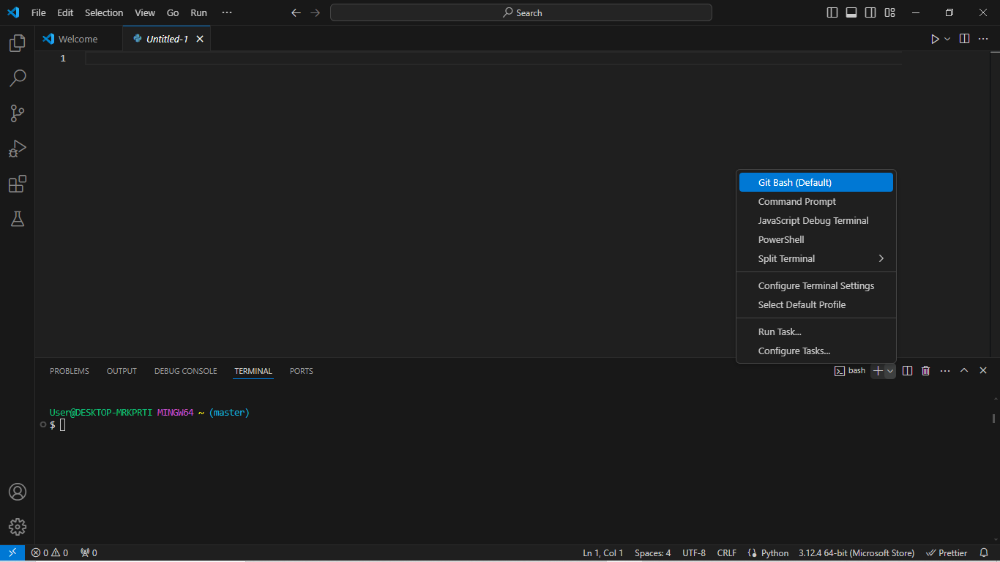 File Edit Selection View Go Run ··· Search
Welcome Untitled-1
1
Git Bash (Default)
Command Prompt
JavaScript Debug Terminal
PowerShell
Split Terminal
Configure Terminal Settings
Select Default Profile
Run Task...
Configure Tasks...
PROBLEMS OUTPUT DEBUG CONSOLE TERMINAL PORTS bash
User@DESKTOP-MRKPRTI MINGW64 ~ (master)
$
0 0 0 Ln 1, Col 1 Spaces: 4 UTF-8 CRLF Python 3.12.4 64-bit (Microsoft Store) Prettier